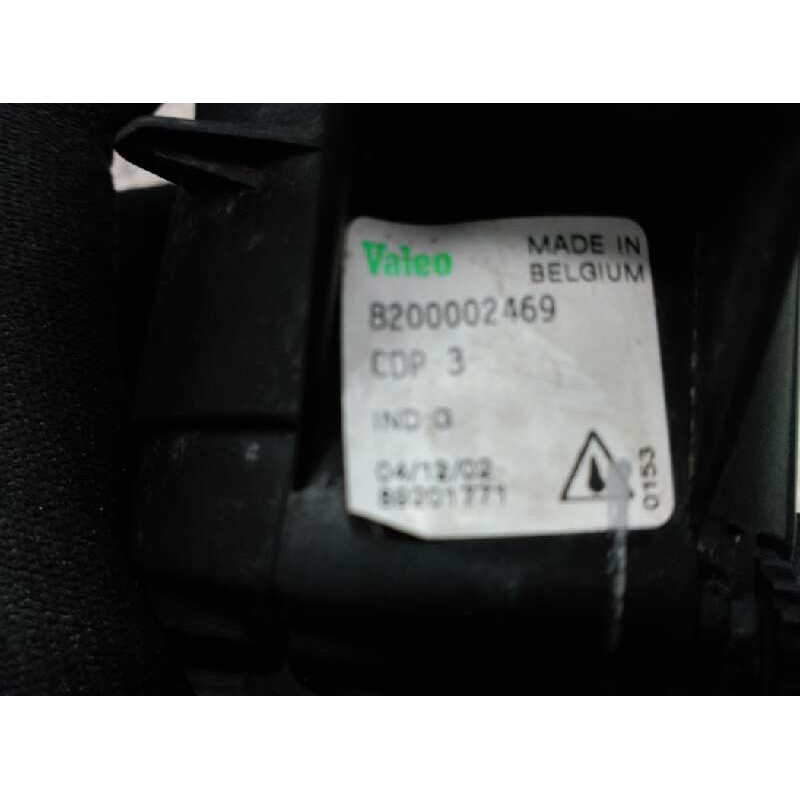 Valeo
MADE IN
BELGIUM
8200002469
CDP 3
IND:G
04/12/02
89201771
0153